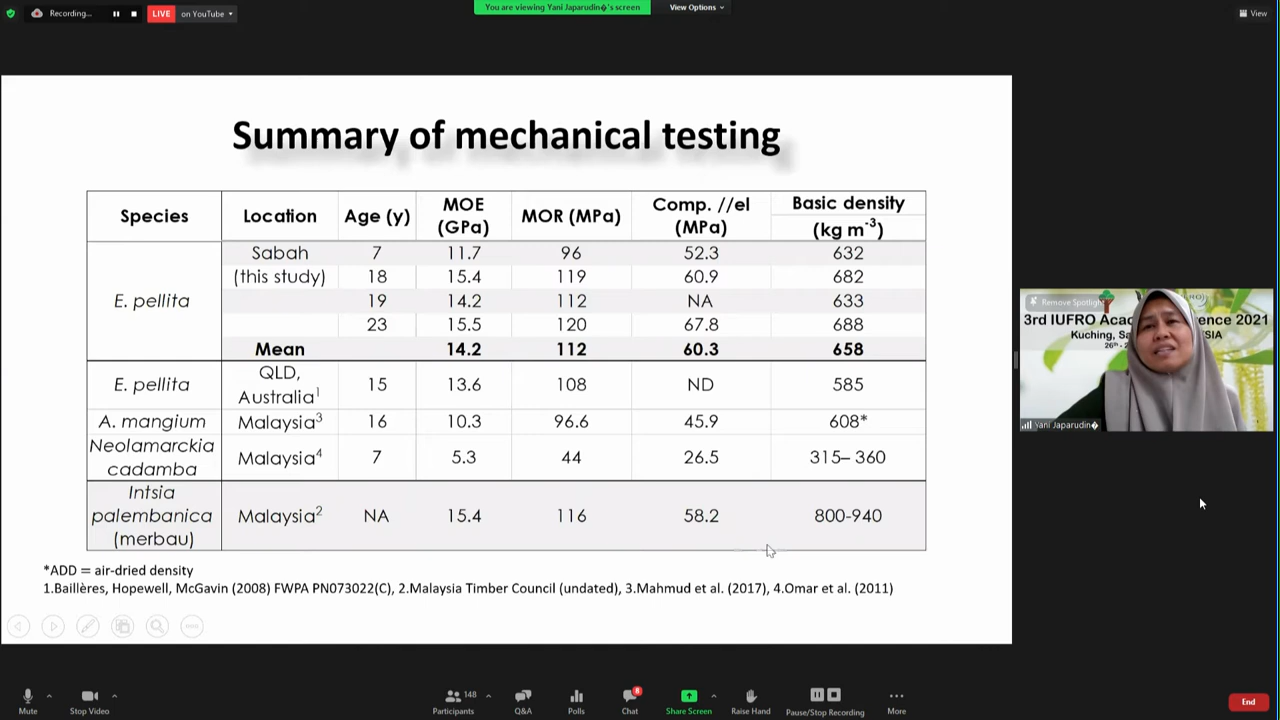 Recording...
LIVE on YouTube
You are viewing Yani Japarudin�'s screen
View Options
View
Summary of mechanical testing
Species Location Age (y) MOE (GPa) MOR (MPa) Comp. //el (MPa) Basic density (kg m-3)
E. pellita
Sabah 7 11.7 96 52.3 632
(this study) 18 15.4 119 60.9 682
19 14.2 112 NA 633
23 15.5 120 67.8 688
Mean 14.2 112 60.3 658
E. pellita QLD, Australia1 15 13.6 108 ND 585
A. mangium Malaysia3 16 10.3 96.6 45.9 608*
Neolamarckia cadamba Malaysia4 7 5.3 44 26.5 315– 360
Intsia palembanica (merbau) Malaysia2 NA 15.4 116 58.2 800-940
*ADD = air-dried density
1.Baillères, Hopewell, McGavin (2008) FWPA PN073022(C), 2.Malaysia Timber Council (undated), 3.Mahmud et al. (2017), 4.Omar et al. (2011)
Remove Spotlight
3rd IUFRO 2021
Kuching,
26th
Yani Japarudin�
Mute
Stop Video
148
Participants
Q&A
Polls
8
Chat
Share Screen
Raise Hand
Pause/Stop Recording
More
End